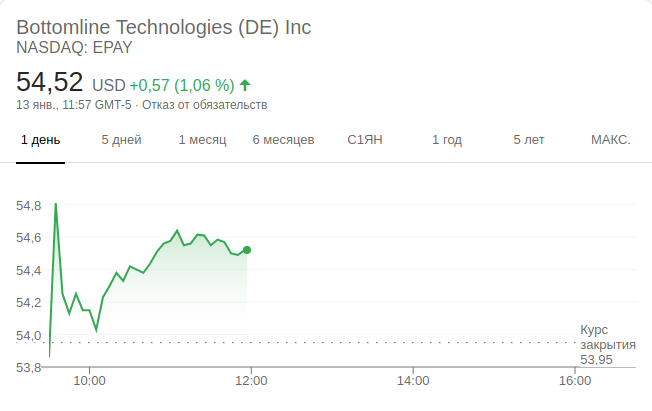 Bottomline Technologies (DE) Inc
NASDAQ: EPAY
54,52 USD +0,57 (1,06 %)
13 янв., 11:57 GMT-5 · Отказ от обязательств
1 день 5 дней 1 месяц 6 месяцев С1ЯН 1 год 5 лет МАКС.
54,8
54,6
54,4
54,2
54,0
53,8
Курс
закрытия
53,95
10:00 12:00 14:00 16:00